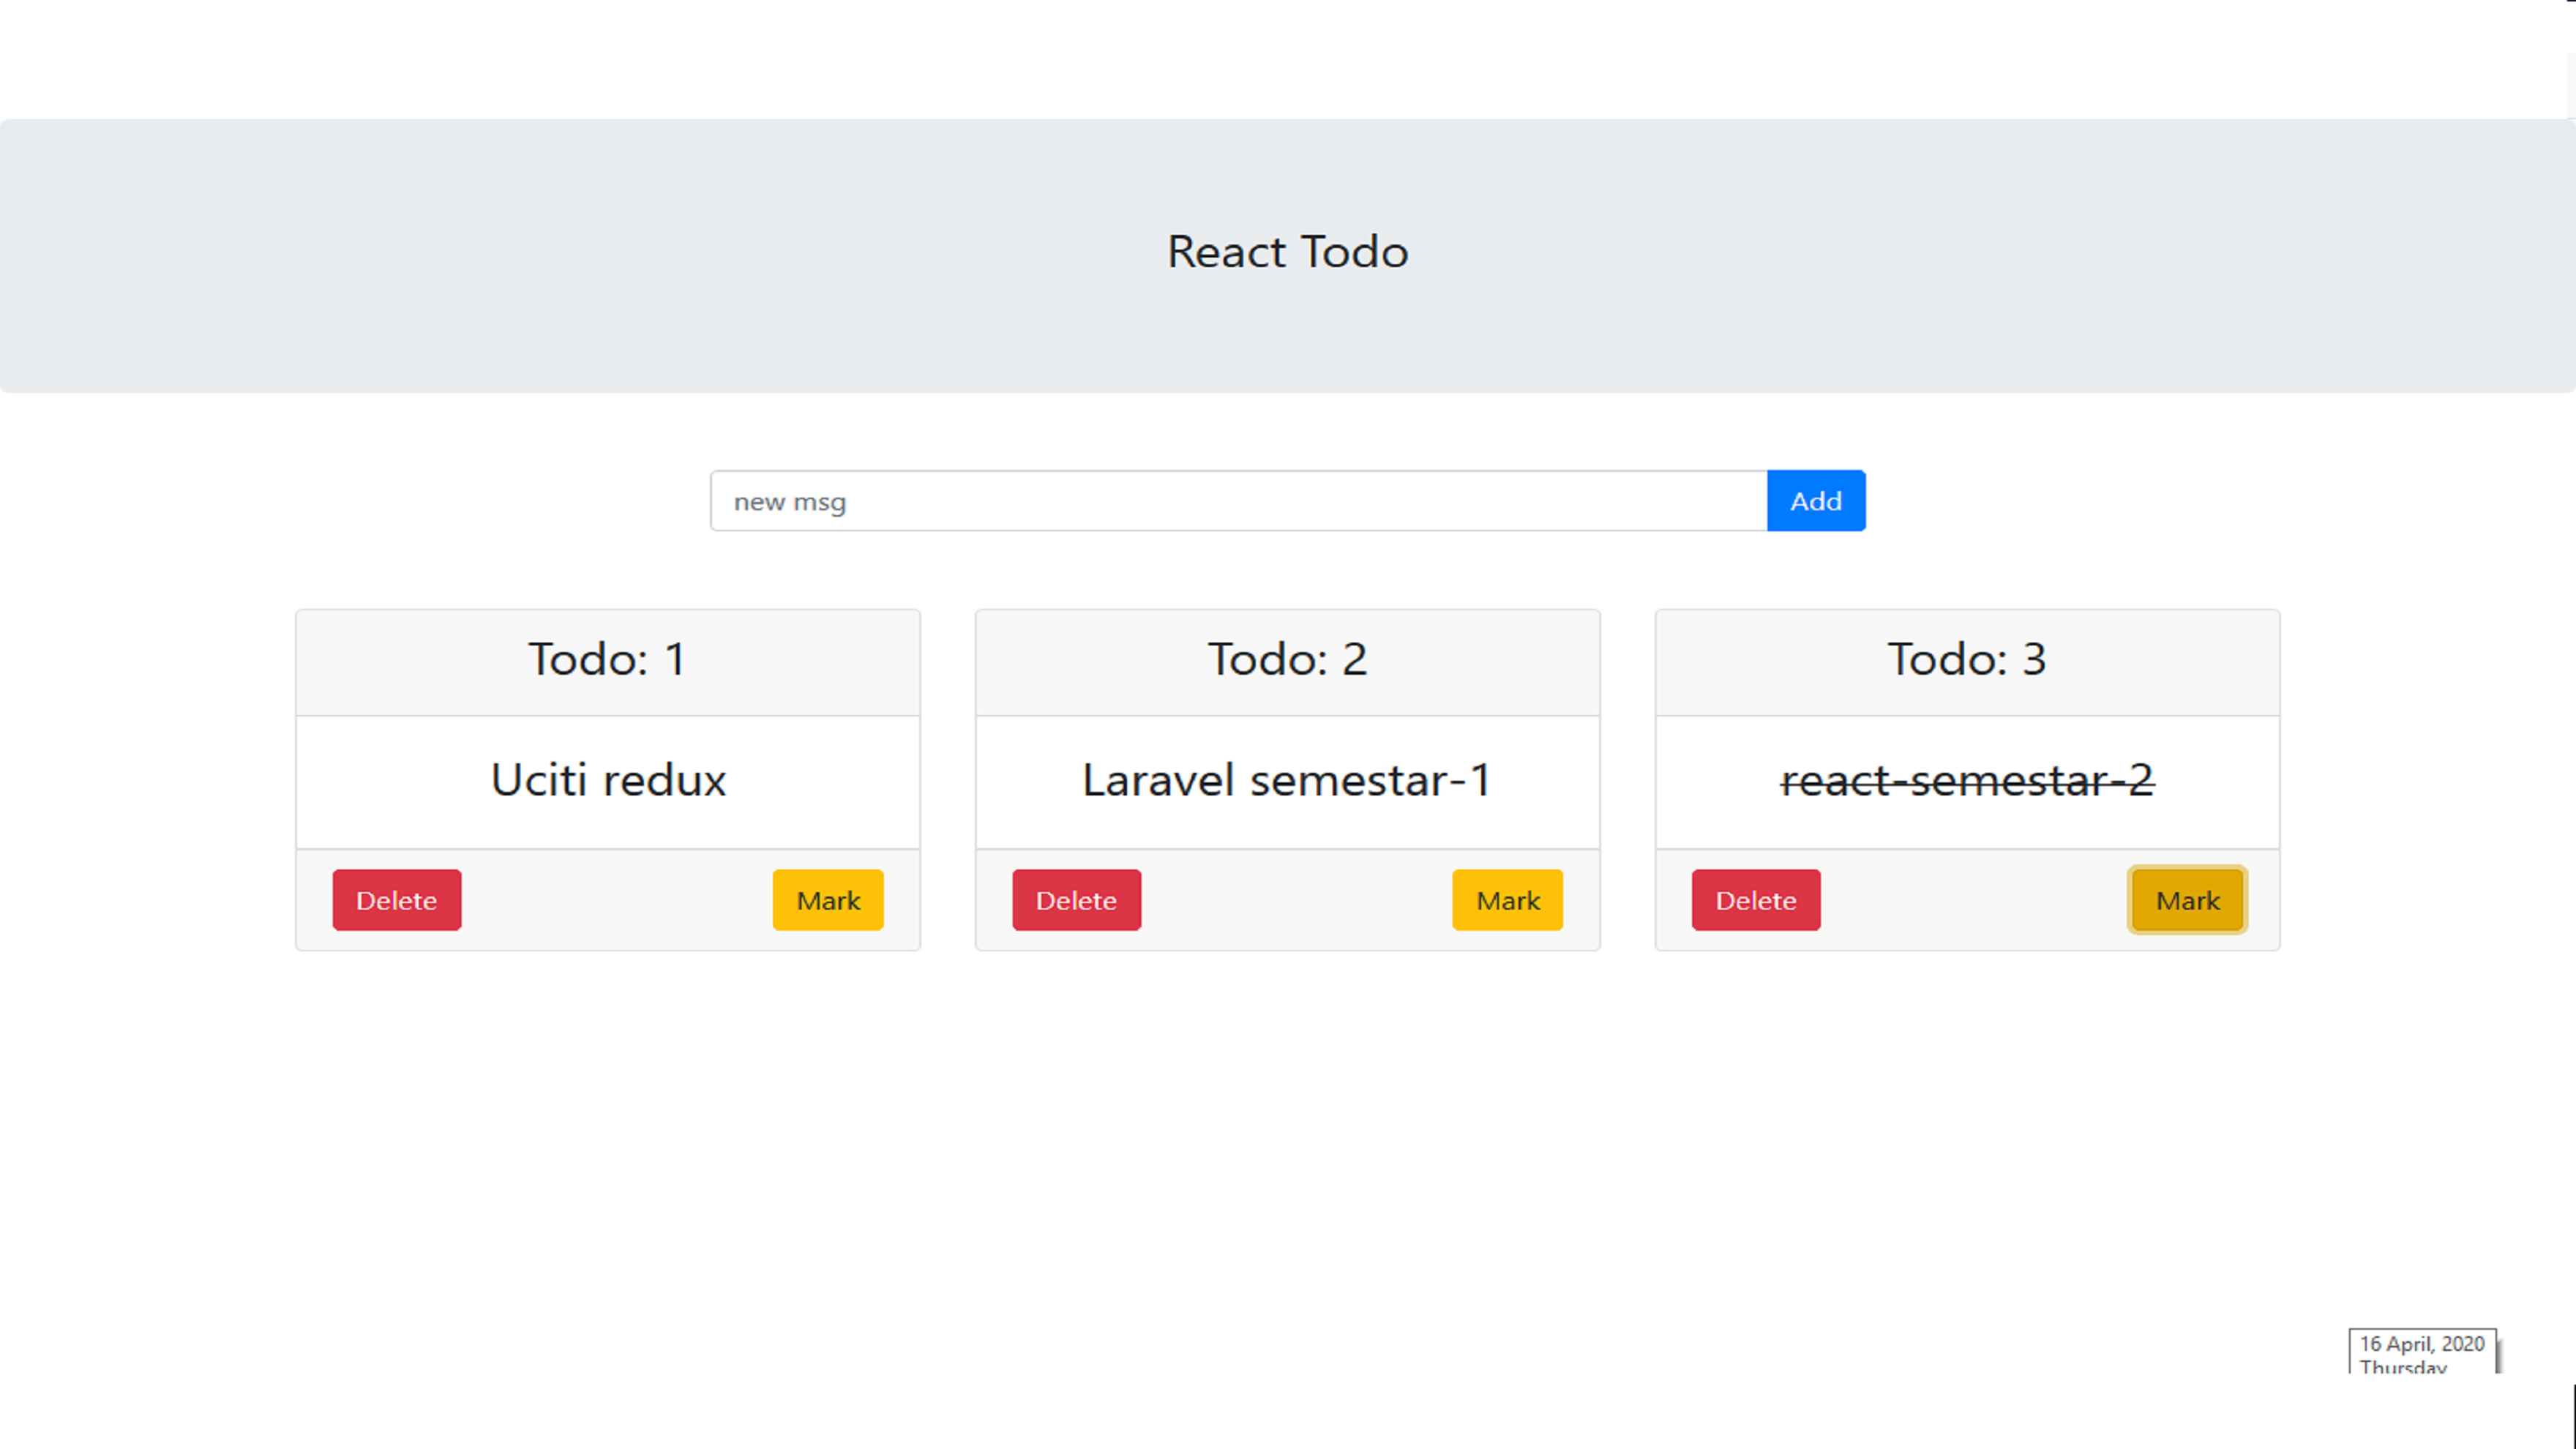 React Todo
new msg
Add
Todo: 1
Todo: 2
Todo: 3
Uciti redux
Laravel semestar-1
react-semestar-2
Delete
Mark
Delete
Mark
Delete
Mark
16 April, 2020
Thursday